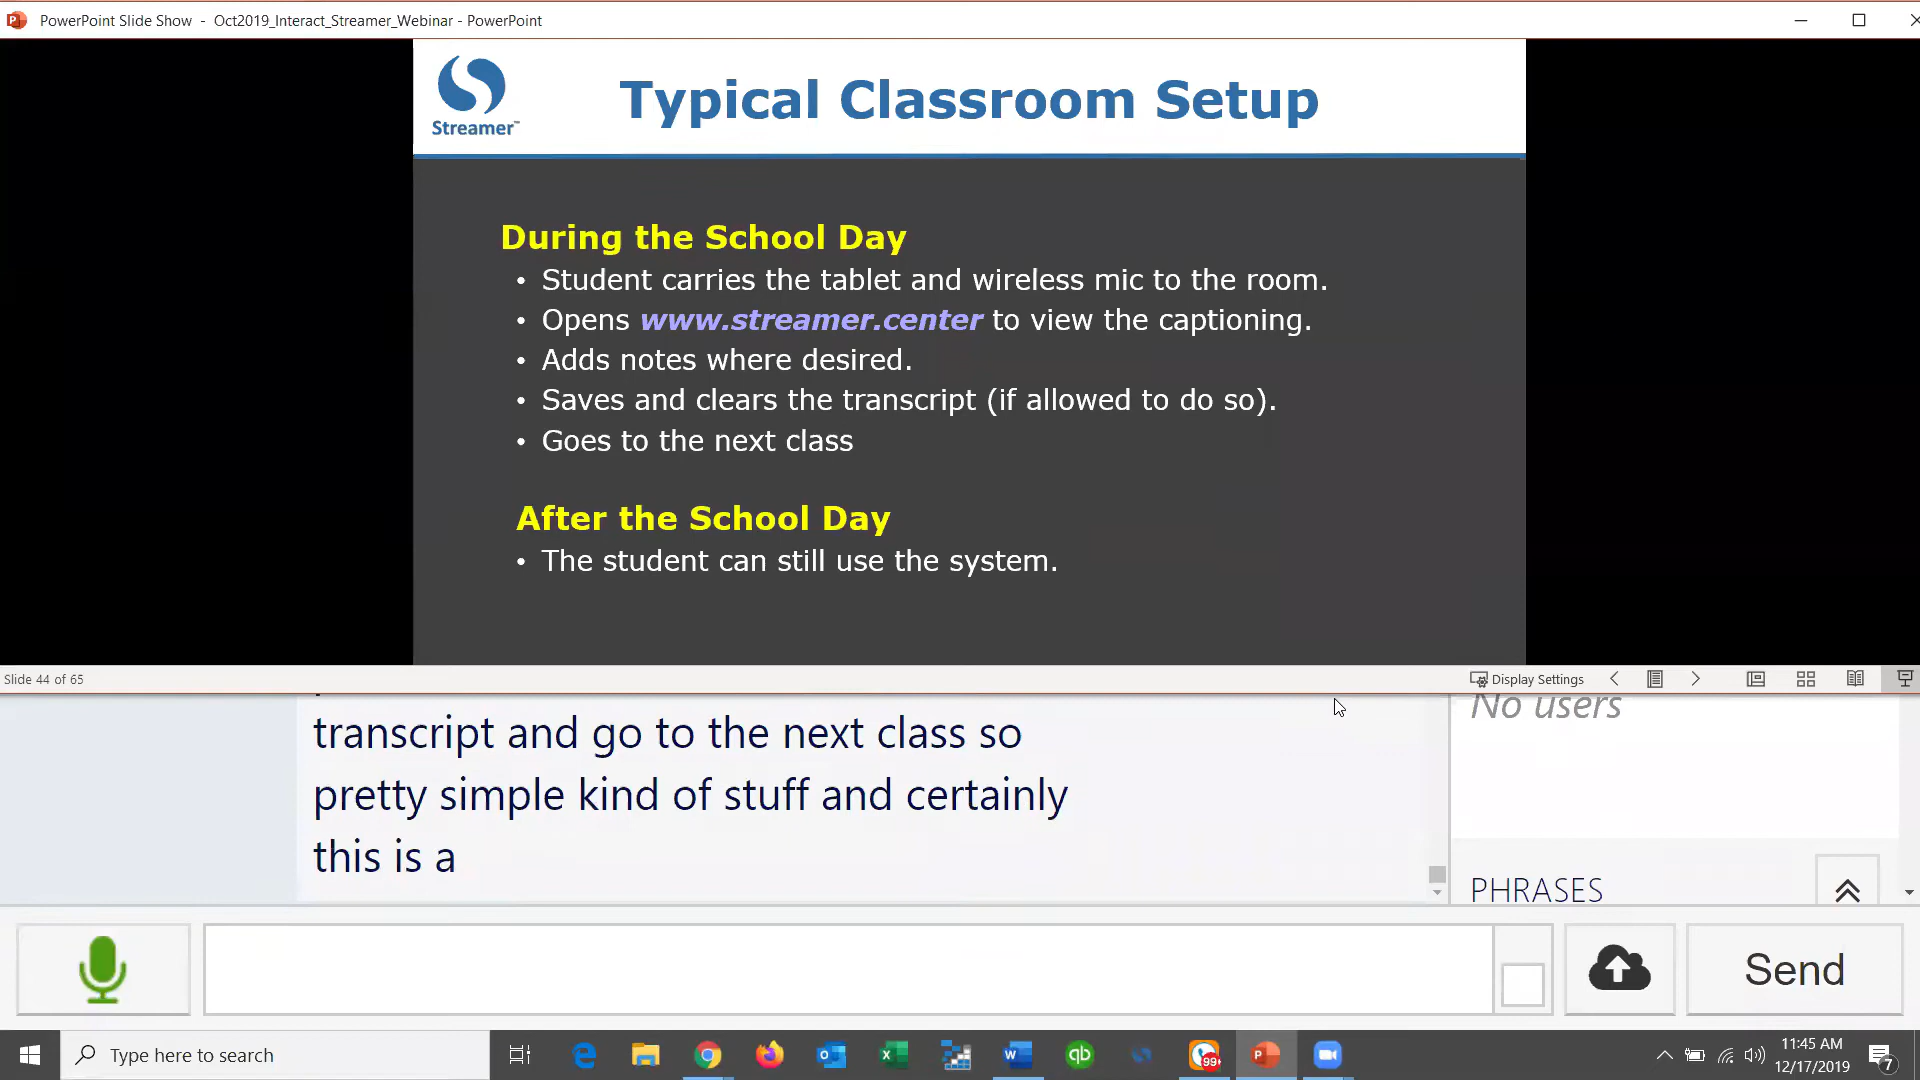 PowerPoint Slide Show - Oct2019_Interact_Streamer_Webinar - PowerPoint
Streamer™
Typical Classroom Setup
During the School Day
• Student carries the tablet and wireless mic to the room.
• Opens www.streamer.center to view the captioning.
• Adds notes where desired.
• Saves and clears the transcript (if allowed to do so).
• Goes to the next class
After the School Day
• The student can still use the system.
Slide 44 of 65
Display Settings
transcript and go to the next class so
pretty simple kind of stuff and certainly
this is a
No users
PHRASES
Send
Type here to search
99+
11:45 AM
12/17/2019
7